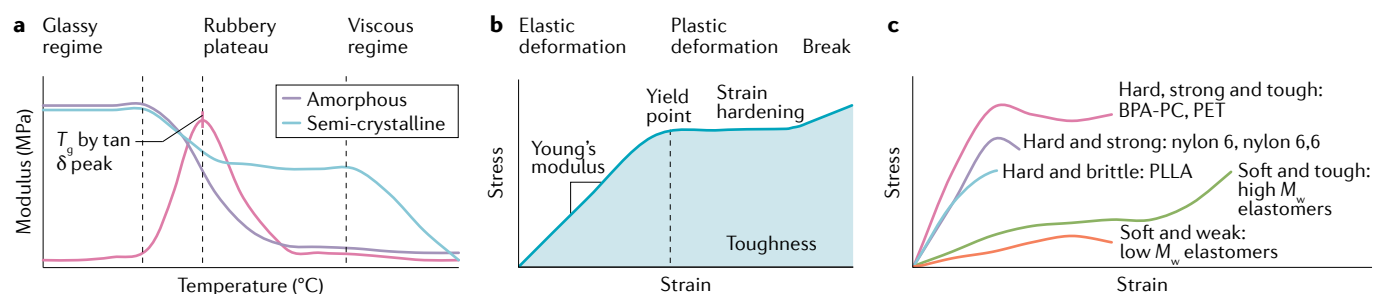 a
Glassy
regime
Rubbery
plateau
Viscous
regime
Amorphous
Semi-crystalline
Tg by tan
δ peak
Modulus (MPa)
Temperature (°C)
b
Elastic
deformation
Plastic
deformation
Break
Yield
point
Strain
hardening
Young's
modulus
Toughness
Stress
Strain
c
Hard, strong and tough:
BPA-PC, PET
Hard and strong: nylon 6, nylon 6,6
Hard and brittle: PLLA
Soft and tough:
high Mw
elastomers
Soft and weak:
low Mw elastomers
Stress
Strain